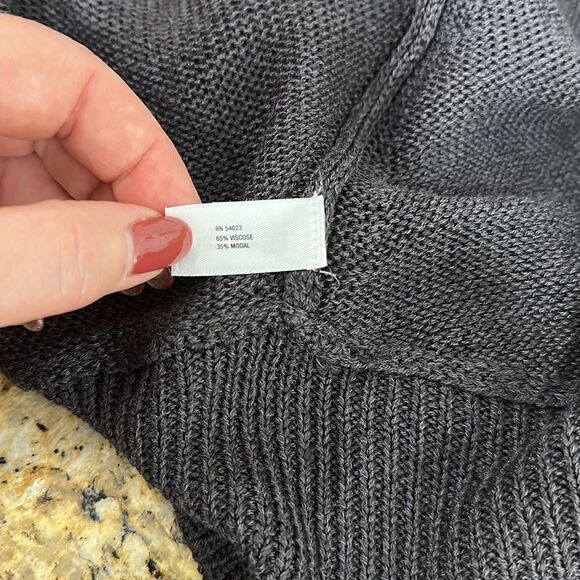 RN 54023
65% VISCOSE
35% MODAL